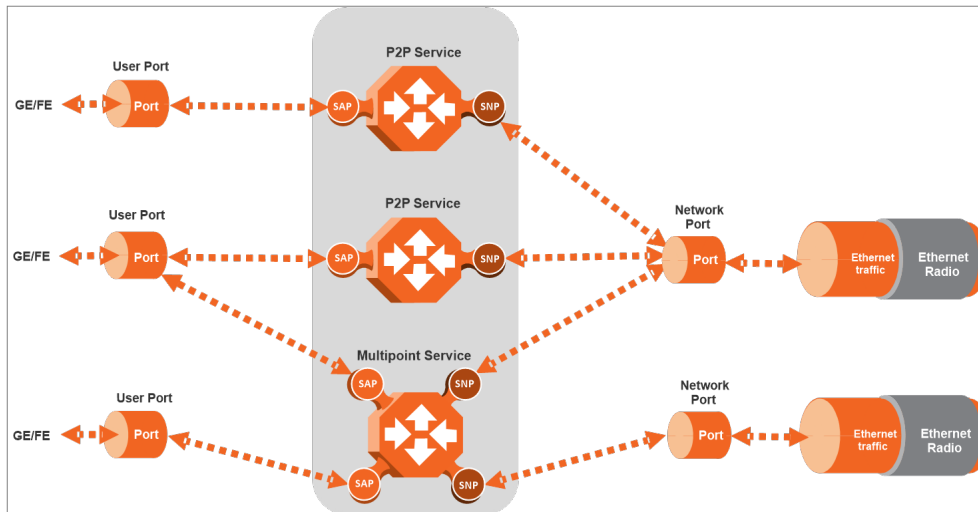 P2P Service
User Port
GE/FE
Port
SAP
SNP
P2P Service
User Port
Network
Port
GE/FE
Port
SAP
SNP
Port
Ethernet
traffic
Ethernet
Radio
Multipoint Service
SAP
SNP
User Port
Network
Port
GE/FE
Port
Port
Ethernet
traffic
Ethernet
Radio
SAP
SNP